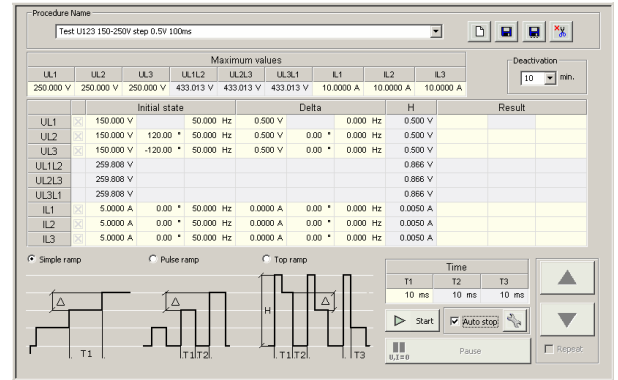 Procedure Name
Test U123 150-250V step 0.5V 100ms
Maximum values
Deactivation
UL1 UL2 UL3 UL1L2 UL2L3 UL3L1 IL1 IL2 IL3
10 min.
250.000 V 250.000 V 250.000 V 433.013 V 433.013 V 433.013 V 10.0000 A 10.0000 A 10.0000 A
Initial state Delta H Result
UL1 150.000 V 50.000 Hz 0.500 V 0.000 Hz 0.500 V
UL2 150.000 V 120.00 ° 50.000 Hz 0.500 V 0.00 ° 0.000 Hz 0.500 V
UL3 150.000 V -120.00 ° 50.000 Hz 0.500 V 0.00 ° 0.000 Hz 0.500 V
UL1L2 259.808 V 0.866 V
UL2L3 259.808 V 0.866 V
UL3L1 259.808 V 0.866 V
IL1 5.0000 A 0.00 ° 50.000 Hz 0.0000 A 0.00 ° 0.000 Hz 0.0050 A
IL2 5.0000 A 0.00 ° 50.000 Hz 0.0000 A 0.00 ° 0.000 Hz 0.0050 A
IL3 5.0000 A 0.00 ° 50.000 Hz 0.0000 A 0.00 ° 0.000 Hz 0.0050 A
Simple ramp Pulse ramp Top ramp
Time
T1 T2 T3
10 ms 10 ms 10 ms
Δ Δ Δ
H
Start Auto stop
T1 T1 T2 T1 T2 T3
U,I=0 Pause Repeat